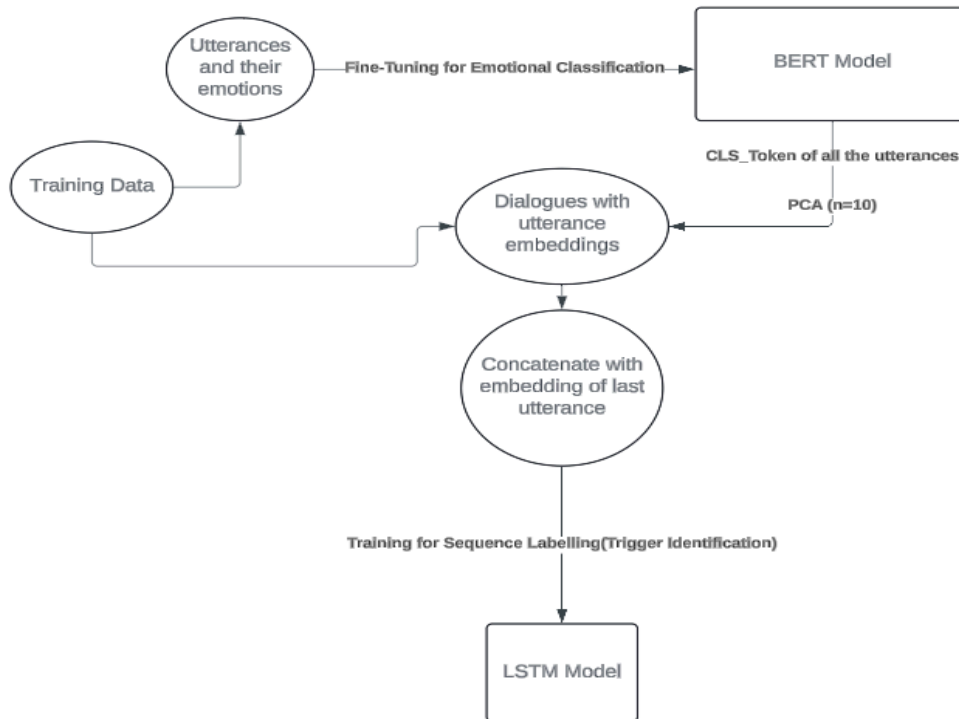 Utterances
and their
emotions
Fine-Tuning for Emotional Classification
BERT Model
CLS_Token of all the utterances
PCA (n=10)
Training Data
Dialogues with
utterance
embeddings
Concatenate with
embedding of last
utterance
Training for Sequence Labelling(Trigger Identification)
LSTM Model